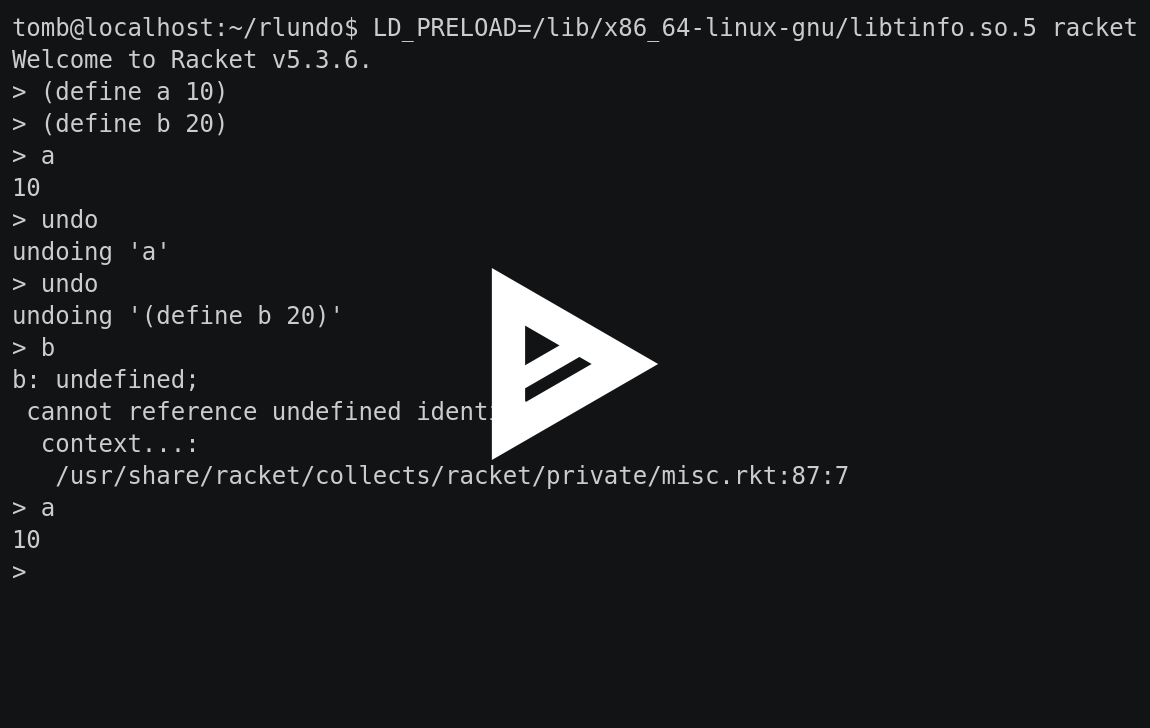 tomb@localhost:~/rlundo$ LD_PRELOAD=/lib/x86_64-linux-gnu/libtinfo.so.5 racket
Welcome to Racket v5.3.6.
> (define a 10)
> (define b 20)
> a
10
> undo
undoing 'a'
> undo
undoing '(define b 20)'
> b
b: undefined;
cannot reference undefined
context...:
/usr/share/racket/collects/racket/private/misc.rkt:87:7
> a
10
>